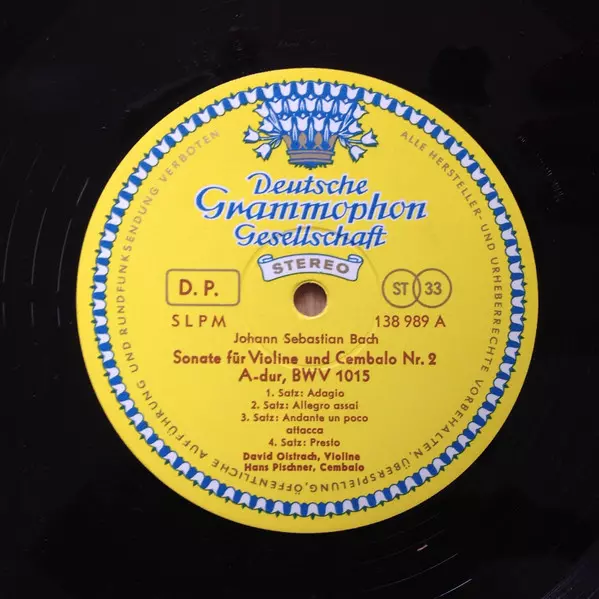 Deutsche
Grammophon
Gesellschaft
STEREO
D. P.
ST 33
SLPM
138 989 A
Johann Sebastian Bach
Sonate für Violine und Cembalo Nr. 2
A-dur, BWV 1015
1. Satz: Adagio
2. Satz: Allegro assai
3. Satz: Andante un poco
attacca
4. Satz: Presto
David Oistrach, Violine
Hans Pischner, Cembalo
ALLE HERSTELLER- UND URHEBERRECHTE VORBEHALTEN, ÜBERSPIELUNG, ÖFFENTLICHE AUFFÜHRUNG UND RUNDFUNKSENDUNG VERBOTEN